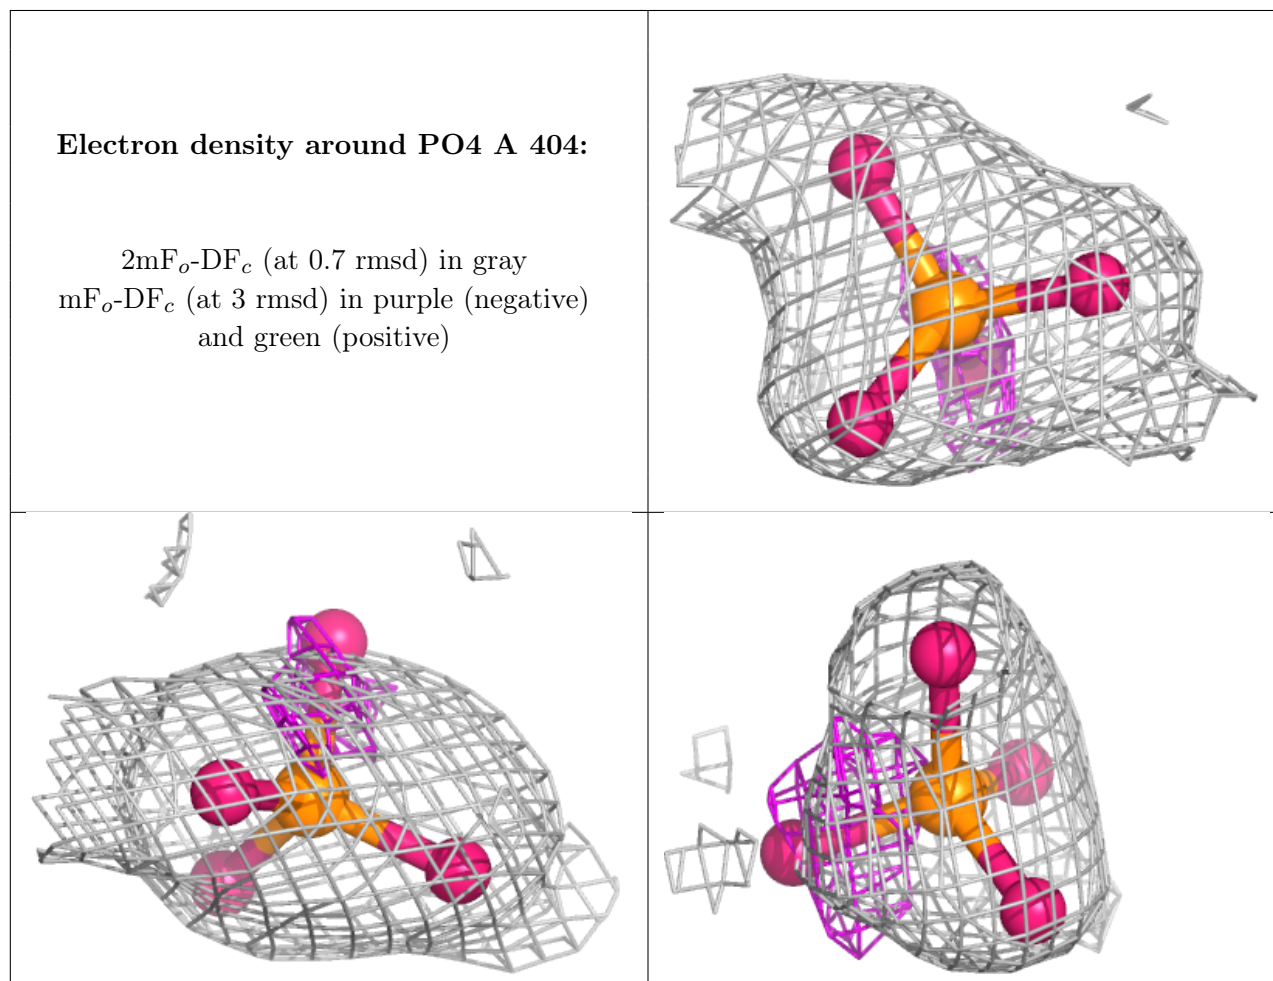 Electron density around PO4 A 404:
2mFₒ-DF𝒸 (at 0.7 rmsd) in gray
mFₒ-DF𝒸 (at 3 rmsd) in purple (negative)
and green (positive)